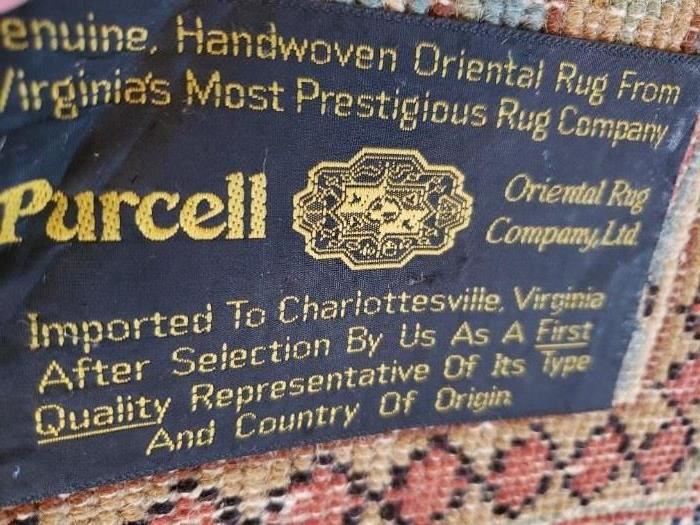 enuine, Handwoven Oriental Rug From
Virginia's Most Prestigious Rug Company
Purcell
Oriental Rug
Company, Ltd
Imported To Charlottesville, Virginia
After Selection By Us As A First
Quality Representative Of Its Type
And Country Of Origin